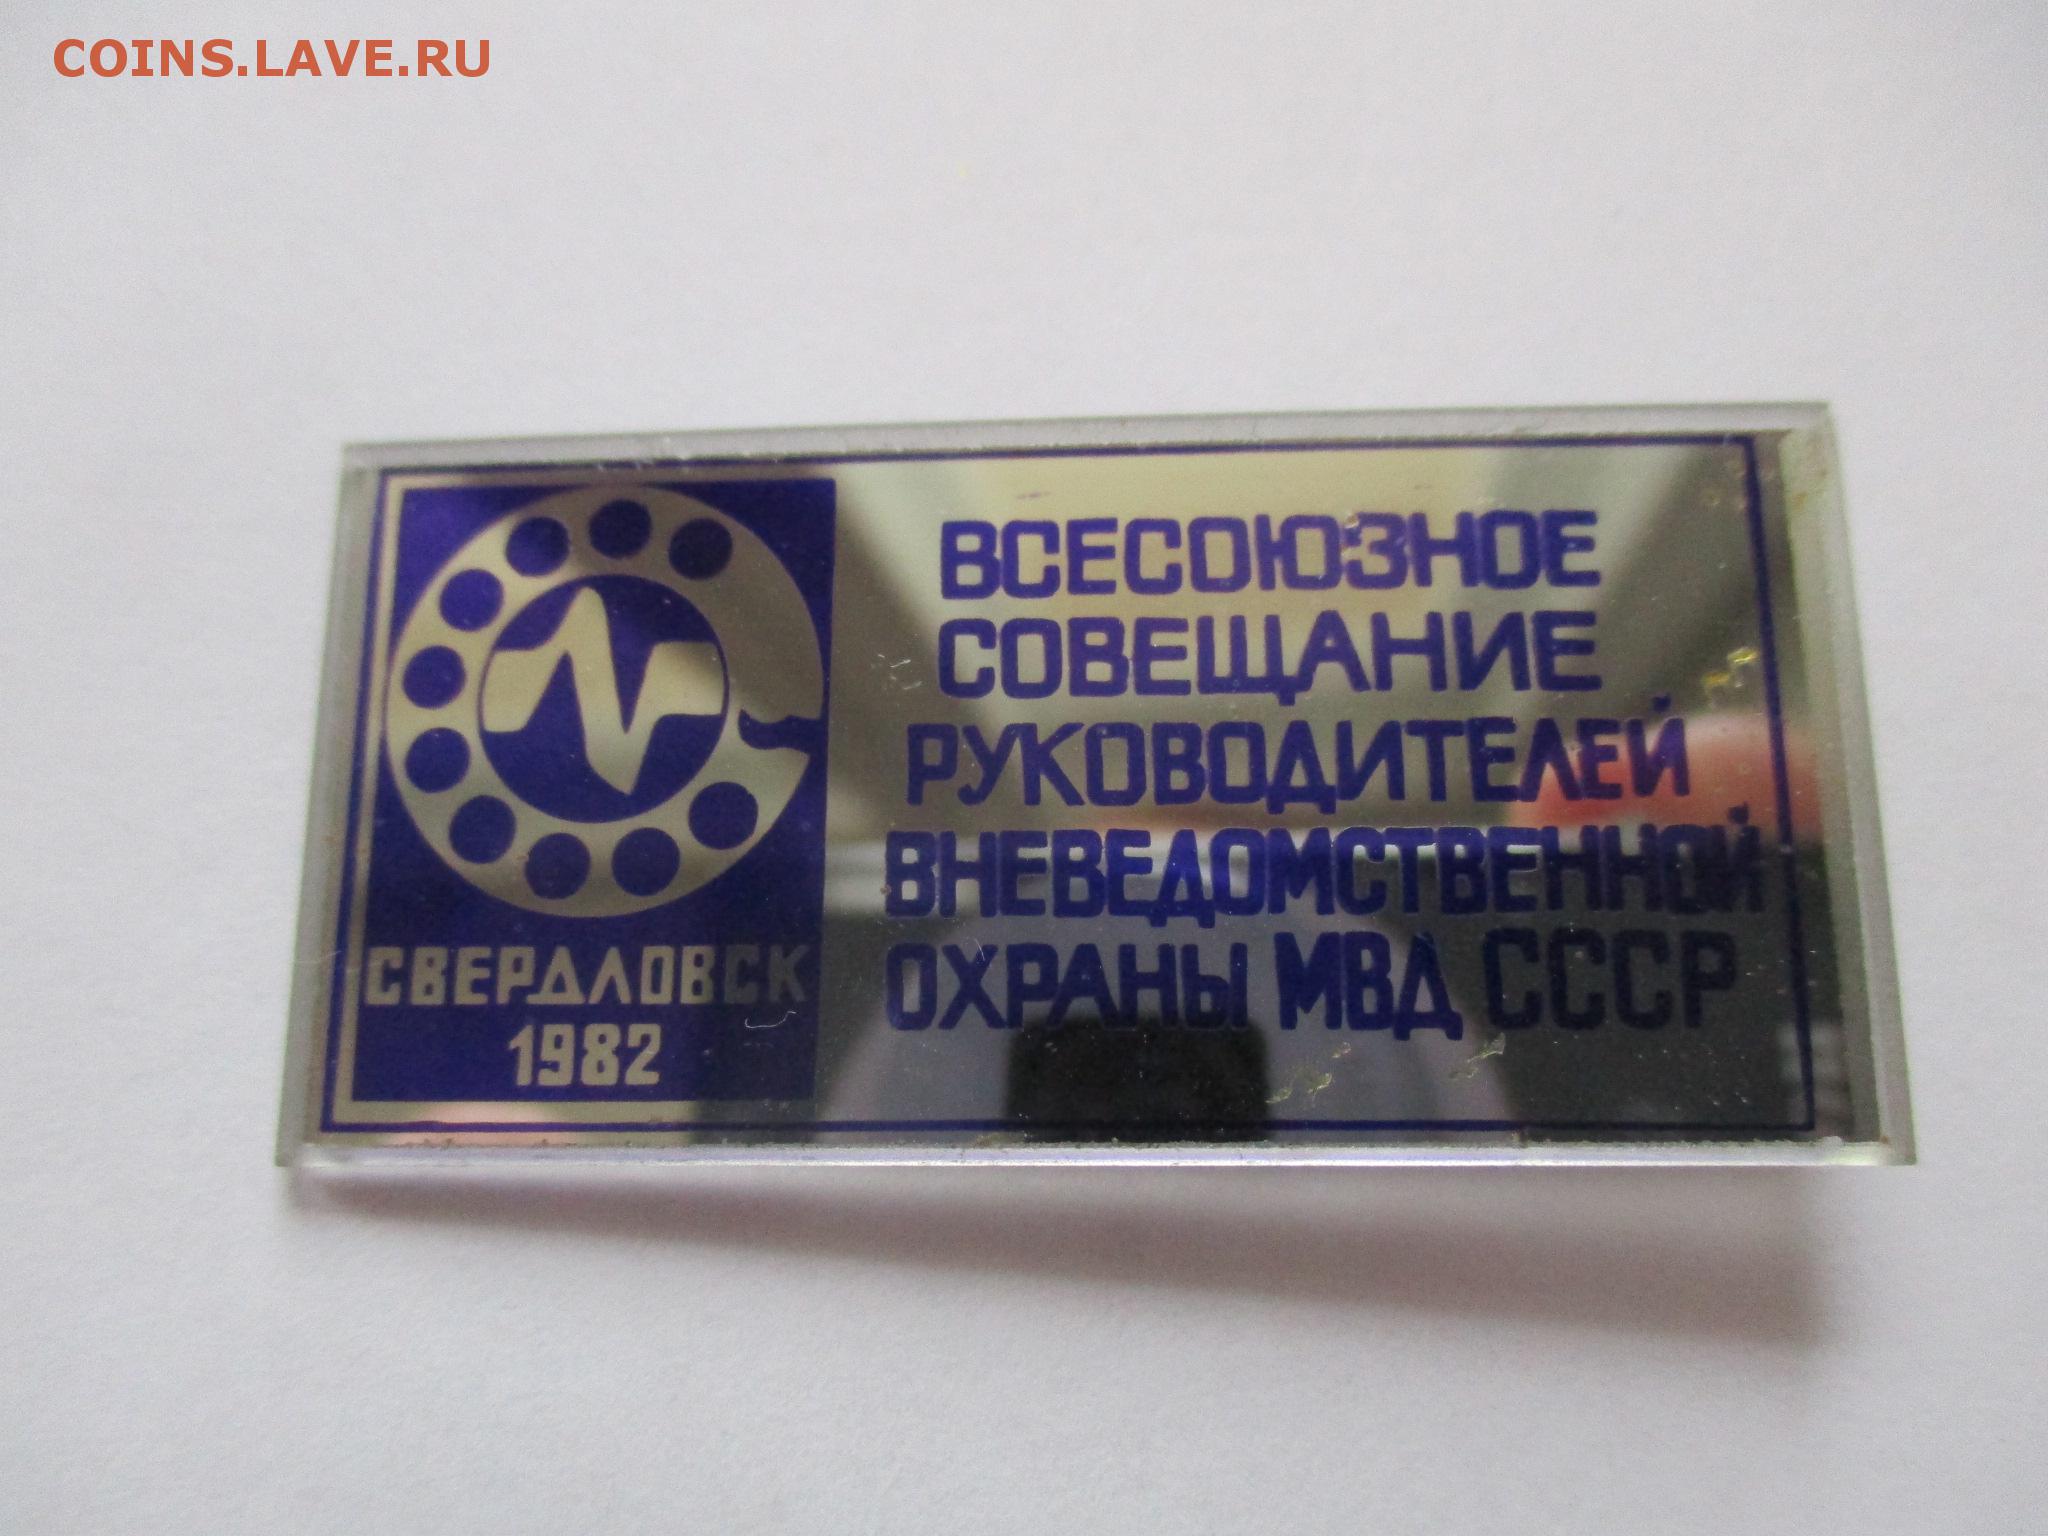 COINS.LAVE.RU
ВСЕСОЮЗНОЕ
СОВЕЩАНИЕ
РУКОВОДИТЕЛЕЙ
ВНЕВЕДОМСТВЕННОЙ
ОХРАНЫ МВД СССР
СВЕРДЛОВСК
1982